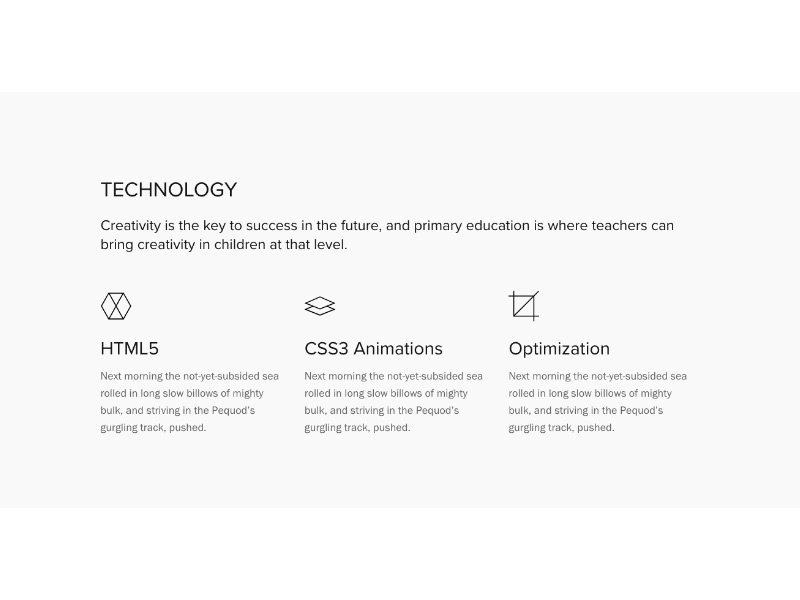 TECHNOLOGY
Creativity is the key to success in the future, and primary education is where teachers can
bring creativity in children at that level.
HTML5
Next morning the not-yet-subsided sea
rolled in long slow billows of mighty
bulk, and striving in the Pequod's
gurgling track, pushed.
CSS3 Animations
Next morning the not-yet-subsided sea
rolled in long slow billows of mighty
bulk, and striving in the Pequod's
gurgling track, pushed.
Optimization
Next morning the not-yet-subsided sea
rolled in long slow billows of mighty
bulk, and striving in the Pequod's
gurgling track, pushed.